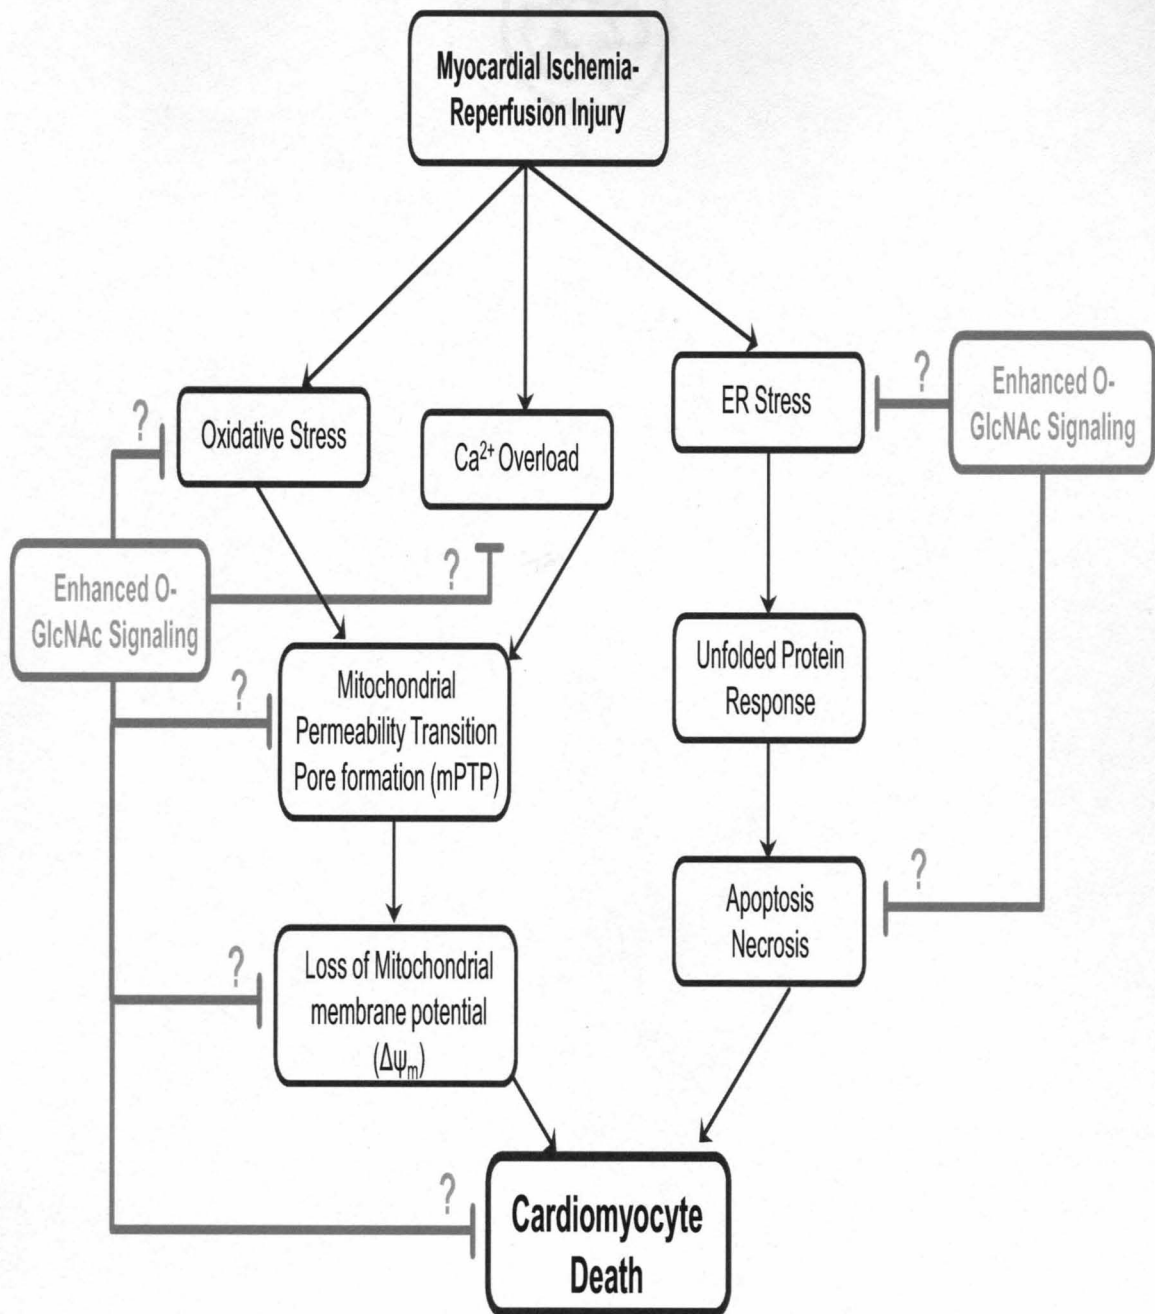 Myocardial Ischemia-
Reperfusion Injury
?
Oxidative Stress
Ca²⁺ Overload
ER Stress
?
Enhanced O-
GlcNAc Signaling
Enhanced O-
GlcNAc Signaling
?
?
Mitochondrial
Permeability Transition
Pore formation (mPTP)
Unfolded Protein
Response
?
Loss of Mitochondrial
membrane potential
(Δψₘ)
Apoptosis
Necrosis
?
?
Cardiomyocyte
Death